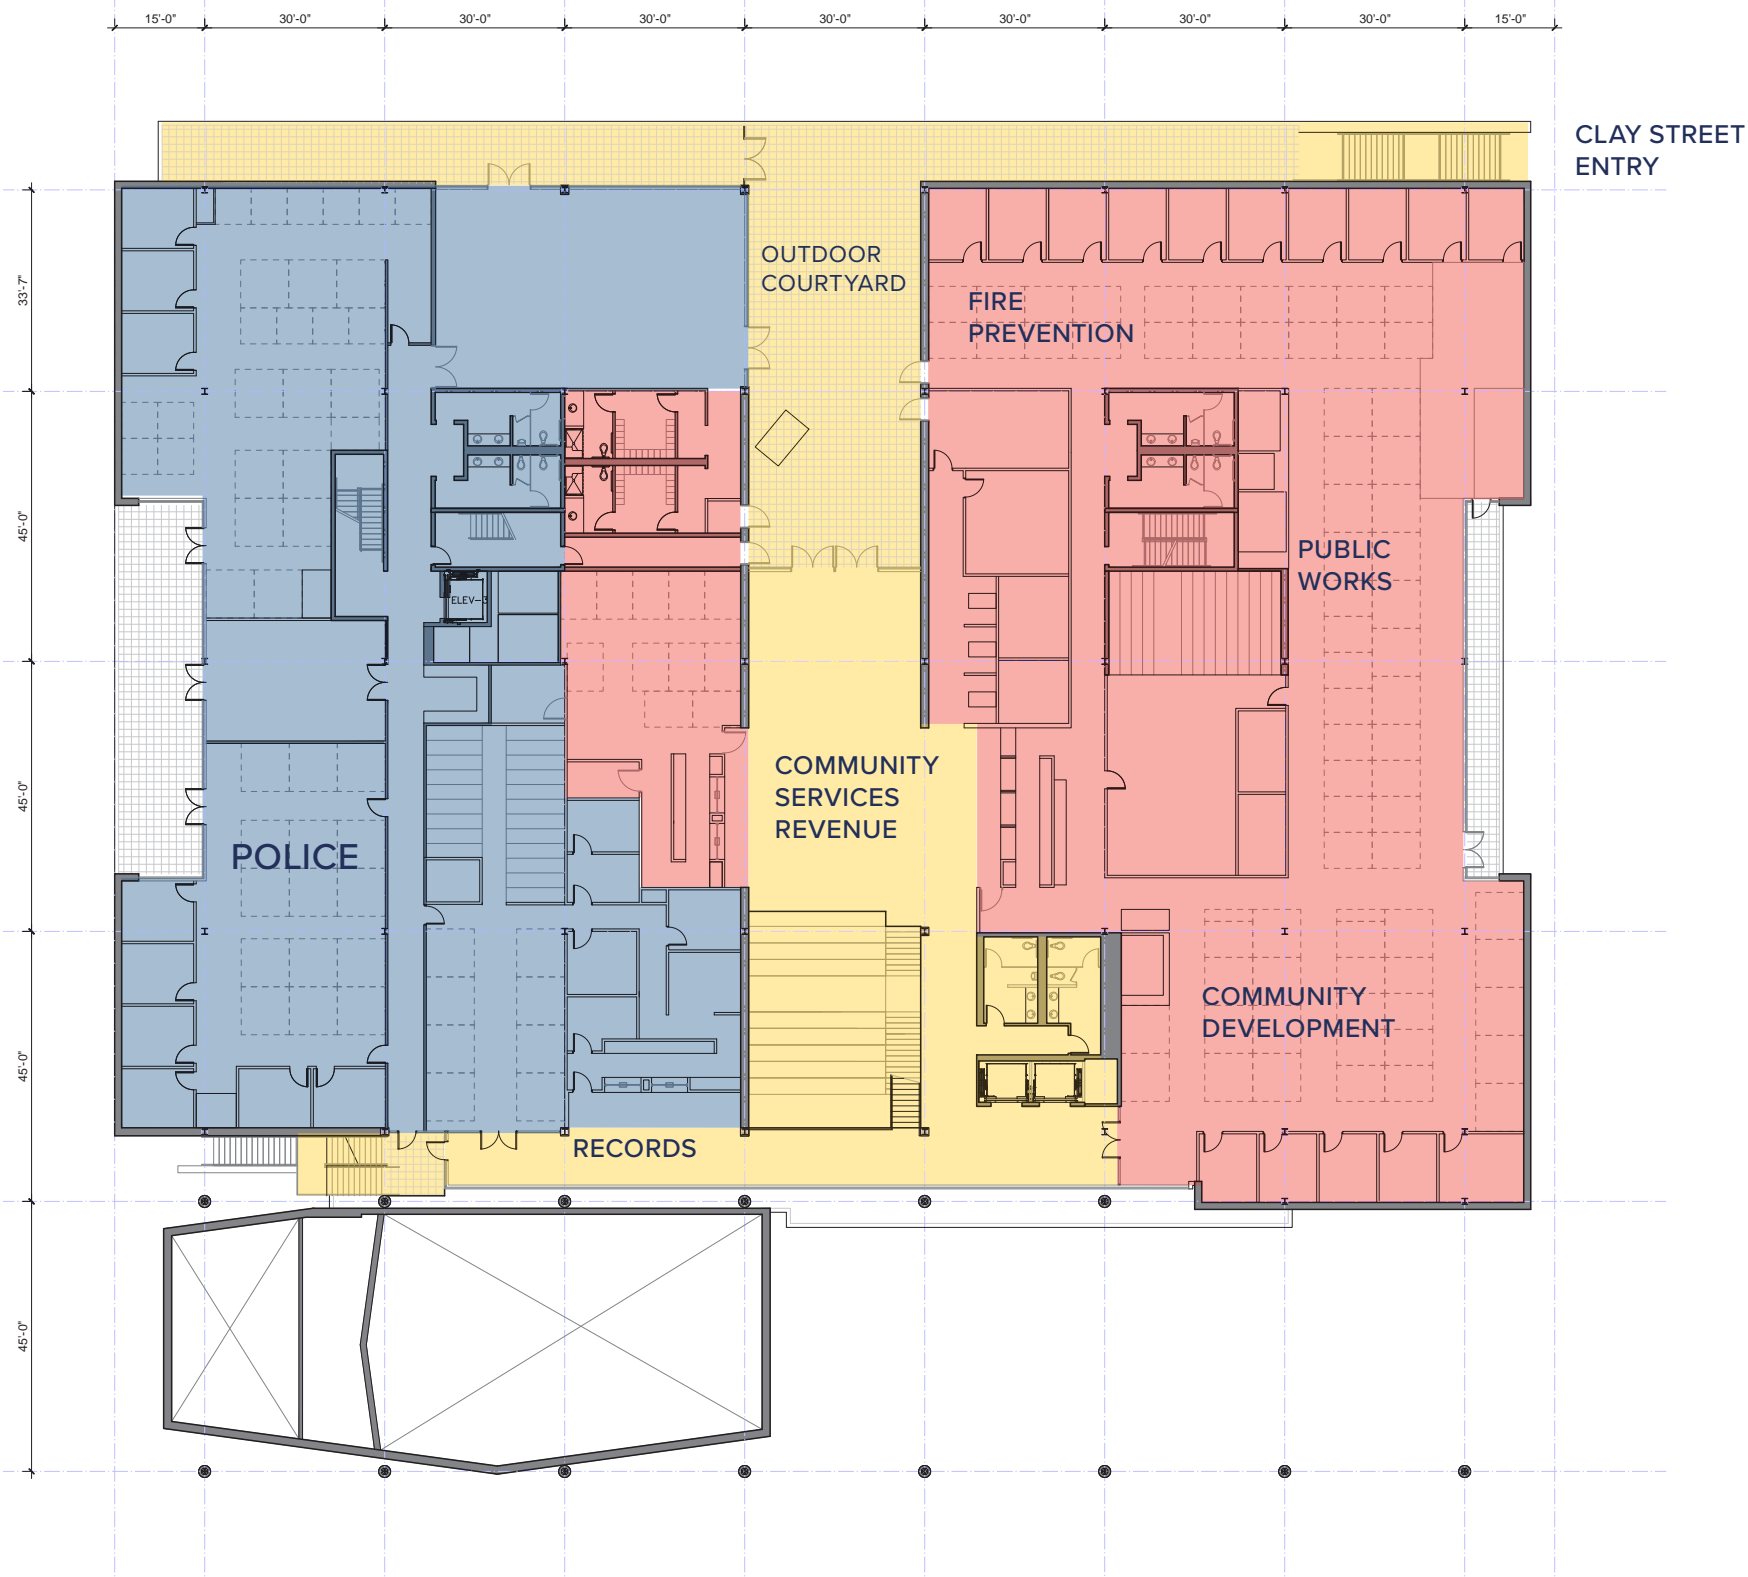 15'-0" 30'-0" 30'-0" 30'-0" 30'-0" 30'-0" 30'-0" 30'-0" 15'-0"
CLAY STREET
ENTRY
OUTDOOR
COURTYARD
33'-7"
FIRE
PREVENTION
45'-0"
PUBLIC
WORKS
ELEV-3
COMMUNITY
SERVICES
REVENUE
45'-0"
POLICE
COMMUNITY
DEVELOPMENT
45'-0"
RECORDS
45'-0"